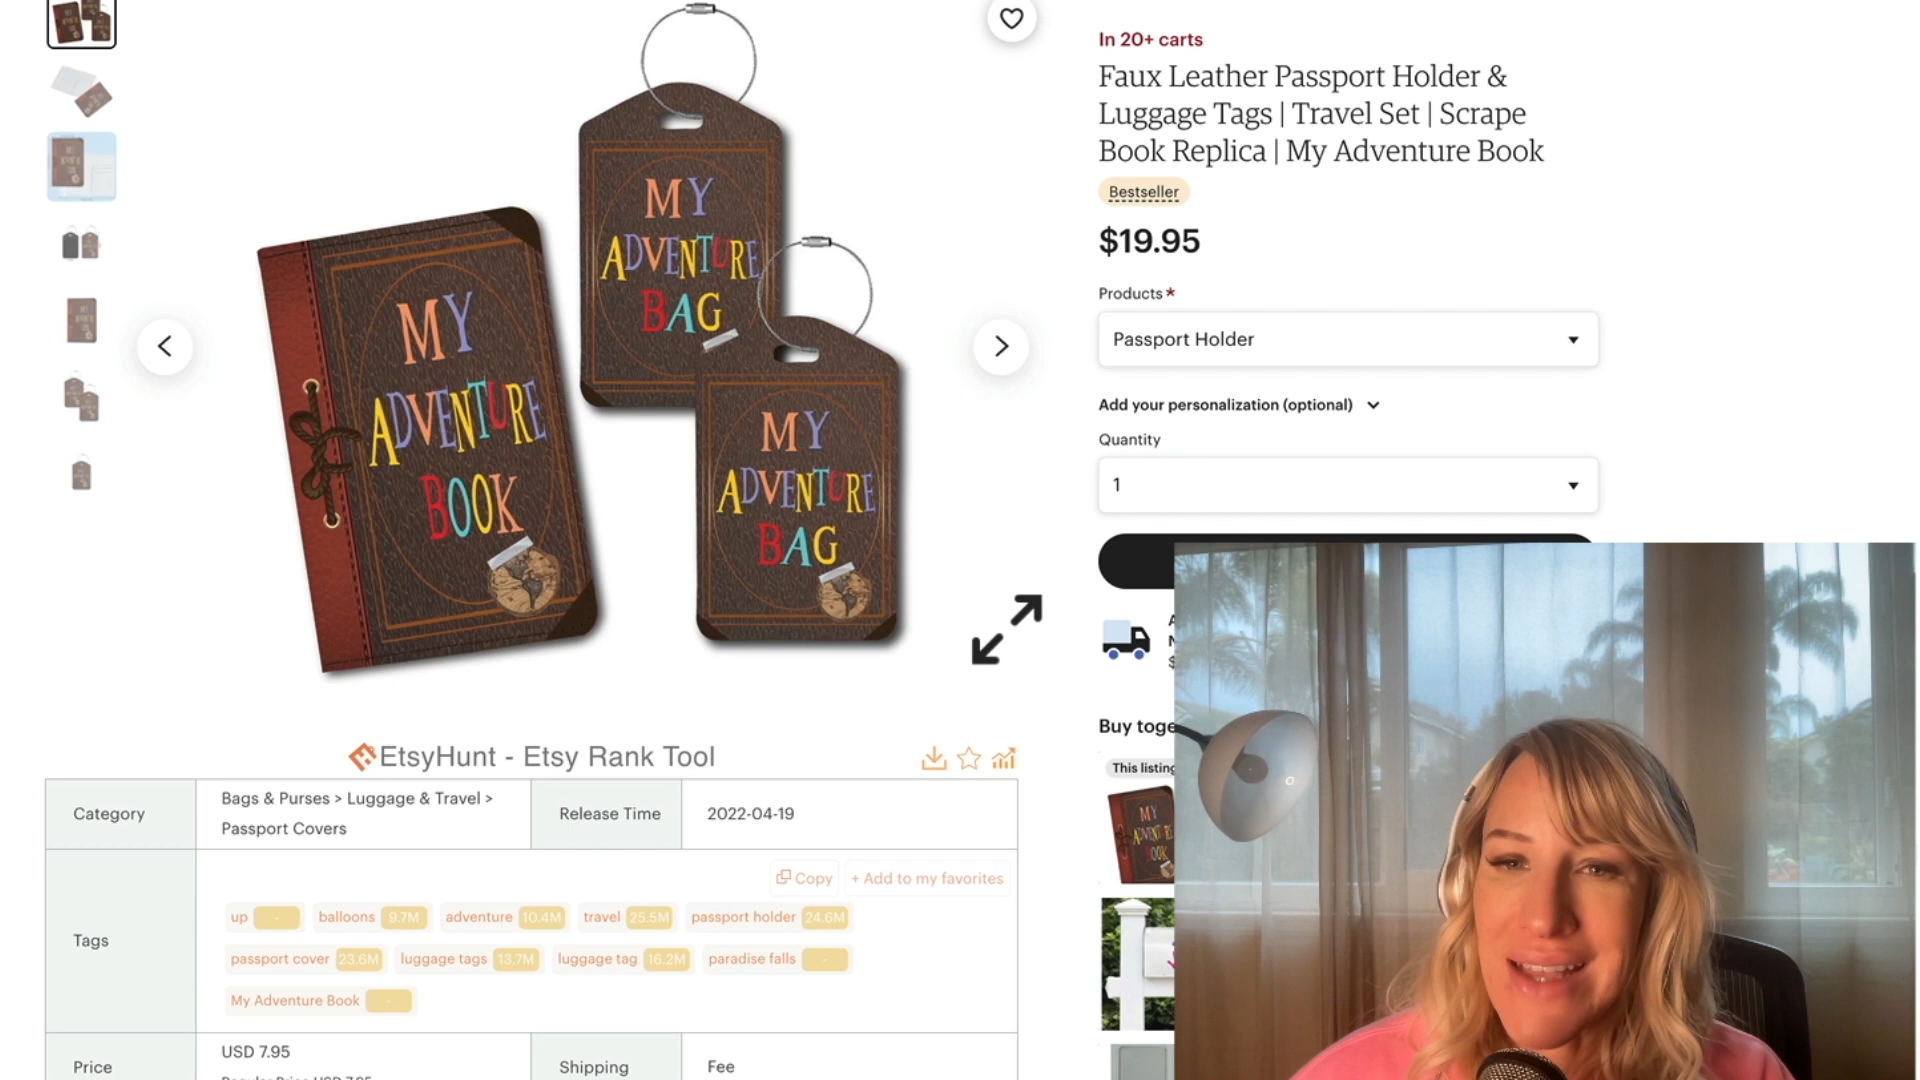 In 20+ carts
Faux Leather Passport Holder &
Luggage Tags | Travel Set | Scrape
Book Replica | My Adventure Book
Bestseller
$19.95
Products *
Passport Holder
Add your personalization (optional)
Quantity
1
MY
ADVENTURE
BAG
MY
ADVENTURE
BOOK
MY
ADVENTURE
BAG
Buy toge
This listing
MY
ADVENTURE
BOOK
EtsyHunt - Etsy Rank Tool
Category
Bags & Purses > Luggage & Travel >
Passport Covers
Release Time
2022-04-19
Copy
+ Add to my favorites
Tags
up -
balloons 9.7M
adventure 10.4M
travel 25.5M
passport holder 24.6M
passport cover 23.6M
luggage tags 13.7M
luggage tag 16.2M
paradise falls -
My Adventure Book -
Price
USD 7.95
Shipping
Fee